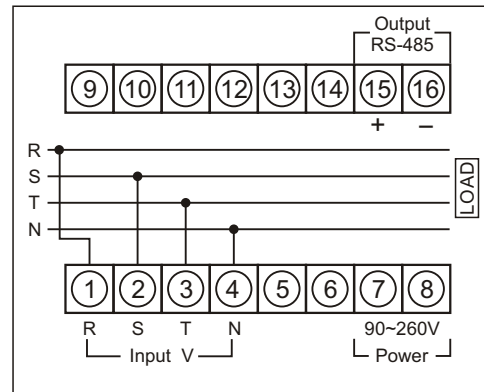 Output
RS-485
9 10 11 12 13 14 15 16
+ −
R
S
T
N
LOAD
1 2 3 4 5 6 7 8
R S T N 90~260V
Input V Power